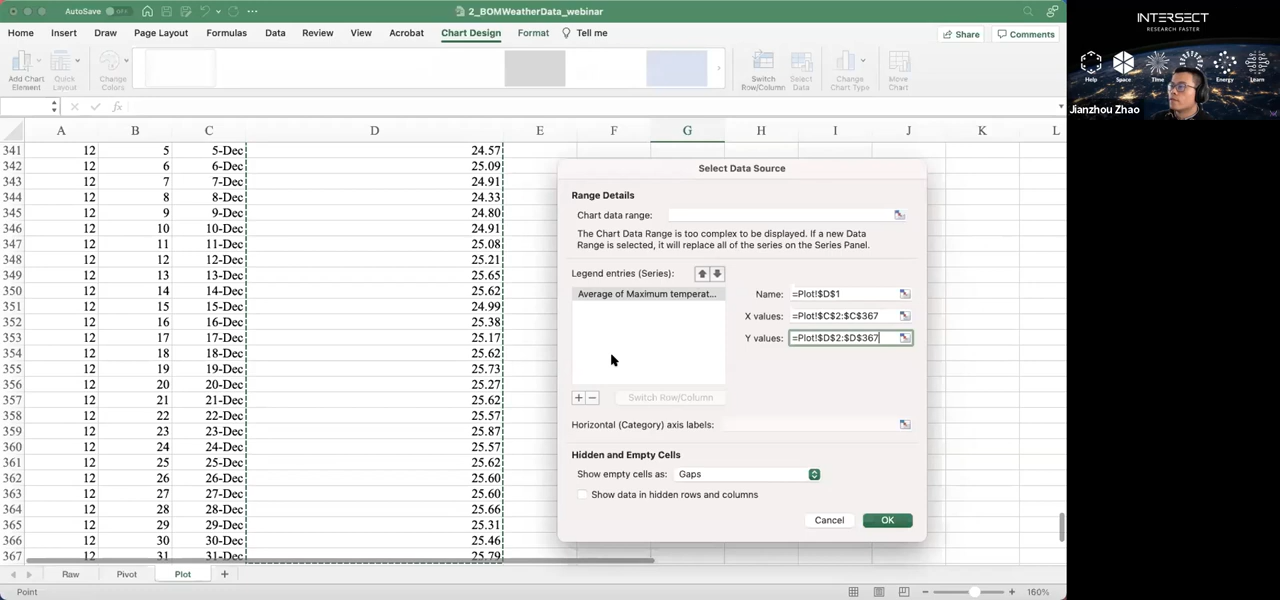 AutoSave OFF
2_BOMWeatherData_webinar
Home Insert Draw Page Layout Formulas Data Review View Acrobat Chart Design Format Tell me Share Comments
Add Chart Element Quick Layout Change Colors Switch Row/Column Select Data Change Chart Type Move Chart
fx
A B C D E F G H I J K L
341 12 5 5-Dec 24.57
342 12 6 6-Dec 25.09
343 12 7 7-Dec 24.91
344 12 8 8-Dec 24.33
345 12 9 9-Dec 24.80
346 12 10 10-Dec 24.91
347 12 11 11-Dec 25.08
348 12 12 12-Dec 25.21
349 12 13 13-Dec 25.65
350 12 14 14-Dec 25.62
351 12 15 15-Dec 24.99
352 12 16 16-Dec 25.38
353 12 17 17-Dec 25.17
354 12 18 18-Dec 25.62
355 12 19 19-Dec 25.73
356 12 20 20-Dec 25.27
357 12 21 21-Dec 25.62
358 12 22 22-Dec 25.57
359 12 23 23-Dec 25.87
360 12 24 24-Dec 25.57
361 12 25 25-Dec 25.62
362 12 26 26-Dec 25.60
363 12 27 27-Dec 25.60
364 12 28 28-Dec 25.66
365 12 29 29-Dec 25.31
366 12 30 30-Dec 25.46
367 12 31 31-Dec 25.79
Select Data Source
Range Details
Chart data range:
The Chart Data Range is too complex to be displayed. If a new Data
Range is selected, it will replace all of the series on the Series Panel.
Legend entries (Series):
Average of Maximum temperat...
Name: =Plot!$D$1
X values: =Plot!$C$2:$C$367
Y values: =Plot!$D$2:$D$367
+ − Switch Row/Column
Horizontal (Category) axis labels:
Hidden and Empty Cells
Show empty cells as: Gaps
Show data in hidden rows and columns
Cancel OK
Raw Pivot Plot +
Point
160%
INTERSECT
RESEARCH FASTER
Help Space Time Energy Learn
Jianzhou Zhao